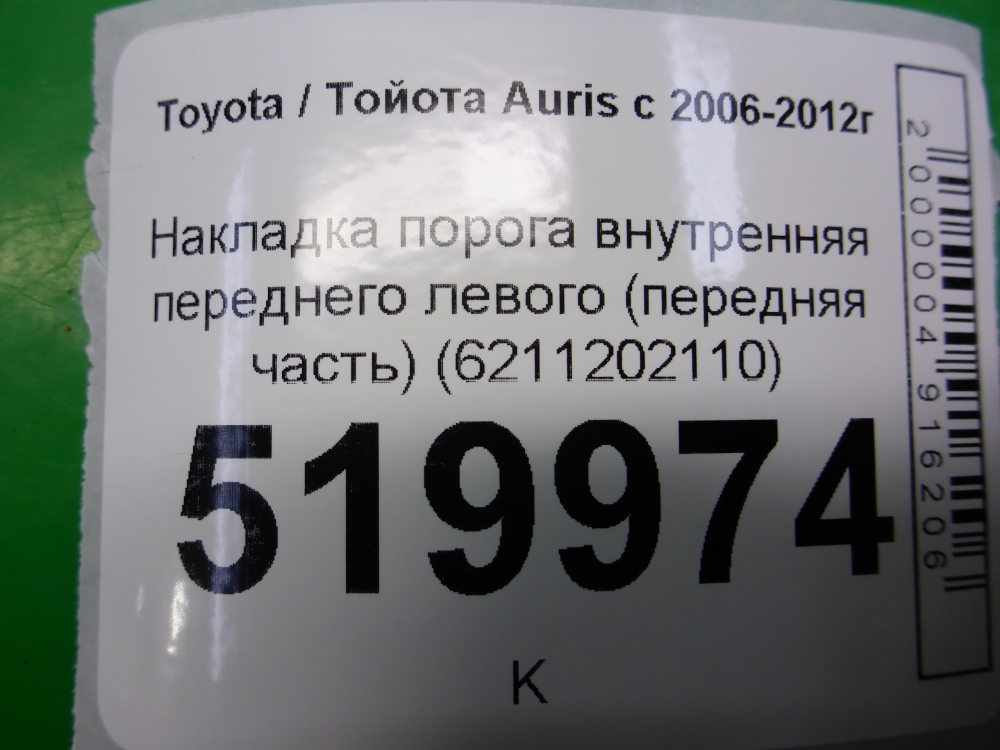 Toyota / Тойота Auris с 2006-2012г
Накладка порога внутренняя
переднего левого (передняя
часть) (6211202110)
519974
К
2000004916206